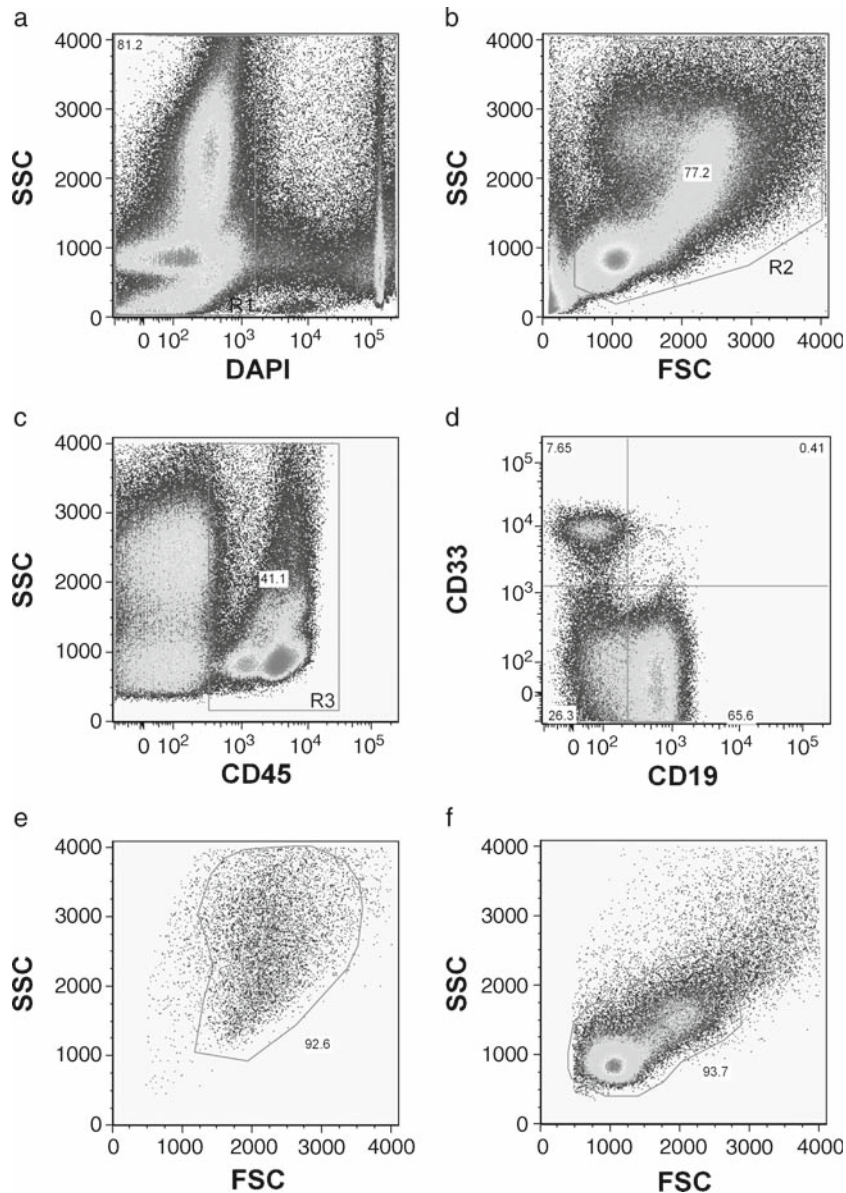 a
81.2
4000
3000
2000
1000
0
SSC
R1
0 10² 10³ 10⁴ 10⁵
DAPI
b
4000
3000
2000
1000
0
SSC
77.2
R2
0 1000 2000 3000 4000
FSC
c
4000
3000
2000
1000
0
SSC
41.1
R3
0 10² 10³ 10⁴ 10⁵
CD45
d
7.65 0.41
10⁵
10⁴
10³
10²
0
CD33
26.3 65.6
0 10² 10³ 10⁴ 10⁵
CD19
e
4000
3000
2000
1000
0
SSC
92.6
0 1000 2000 3000 4000
FSC
f
4000
3000
2000
1000
0
SSC
93.7
0 1000 2000 3000 4000
FSC